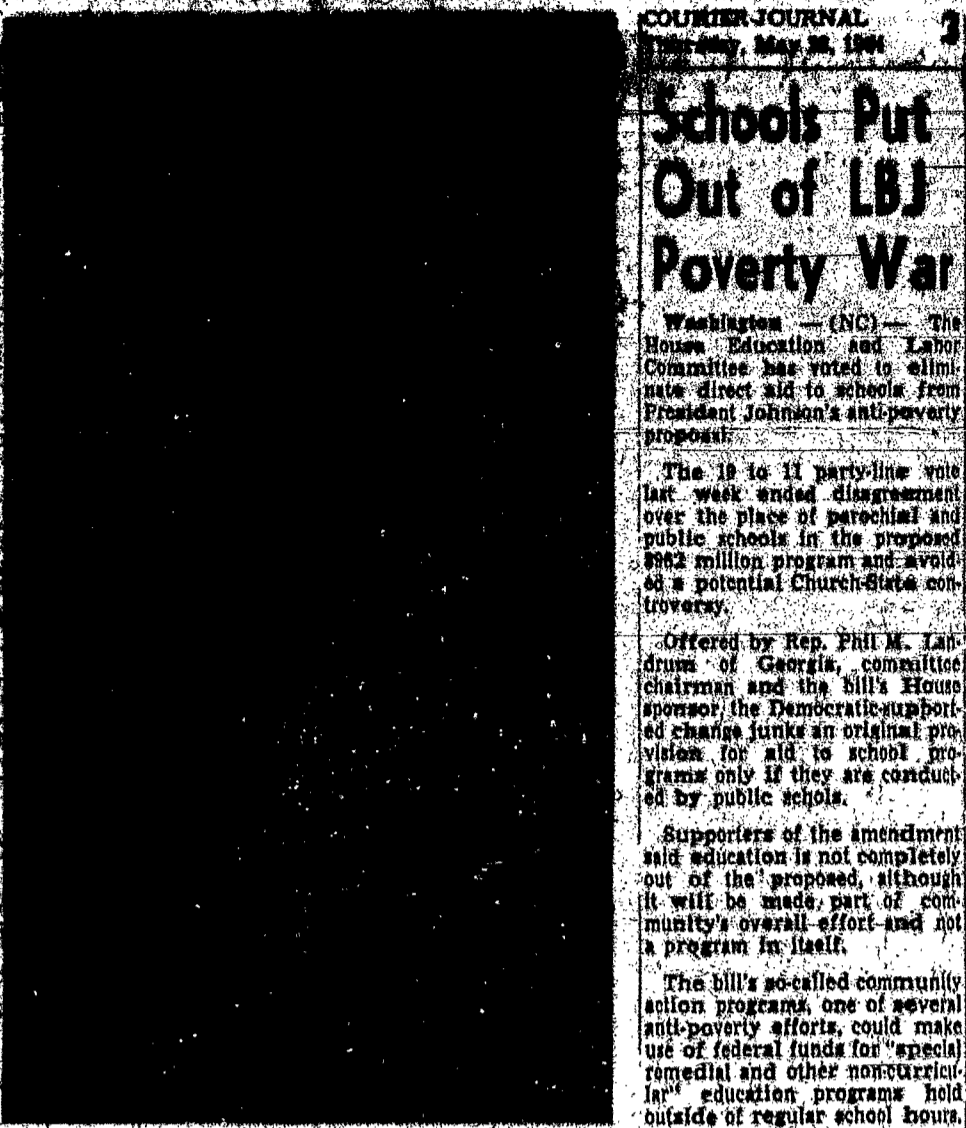 COURIER-JOURNAL 3
Thursday, May 28, 1964
Schools Put
Out of LBJ
Poverty War
Washington — (NC) — The
House Education and Labor
Committee has voted to elimi-
nate direct aid to schools from
President Johnson's anti-poverty
proposal.
The 19 to 11 party-line vote
last week ended disagreement
over the place of parochial and
public schools in the proposed
$962 million program and avoid-
ed a potential Church-State con-
troversy.
Offered by Rep. Phil M. Lan-
drum of Georgia, committee
chairman and the bill's House
sponsor, the Democratic-support-
ed change junks an original pro-
vision for aid to school pro-
grams only if they are conduct-
ed by public schols.
Supporters of the amendment
said education is not completely
out of the proposed, although
it will be made part of com-
munity's overall effort and not
a program in itself.
The bill's so-called community
action programs, one of several
anti-poverty efforts, could make
use of federal funds for "special
remedial and other noncurricu-
lar" education programs held
outside of regular school hours.